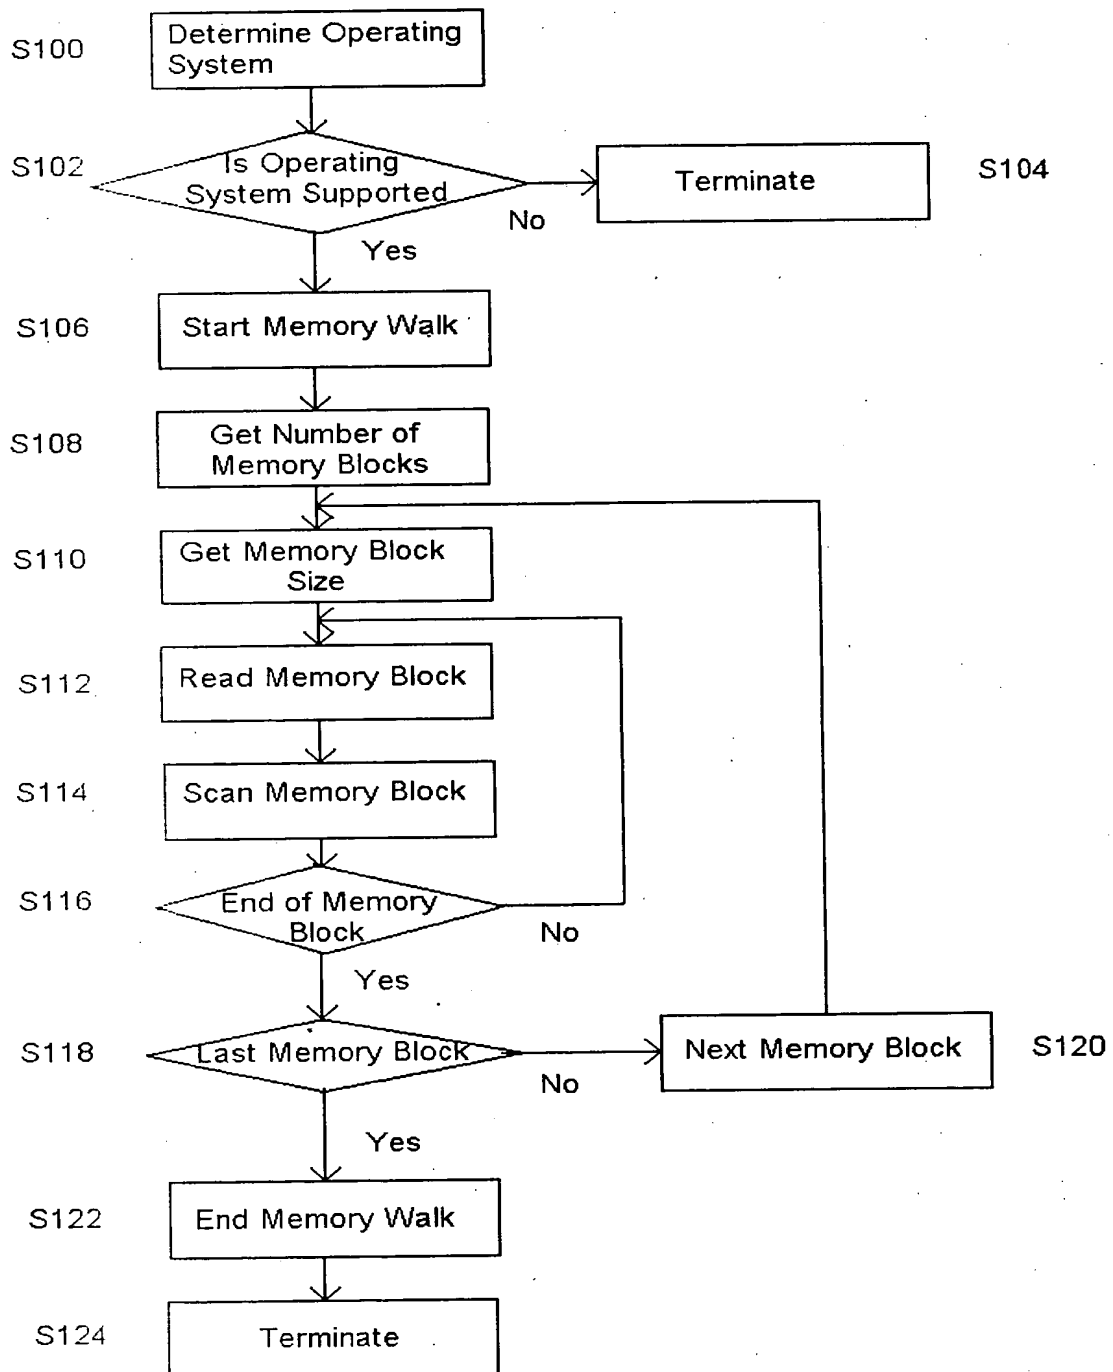 S100
Determine Operating
System
S102
Is Operating
System Supported
No
Yes
Terminate
S104
S106
Start Memory Walk
S108
Get Number of
Memory Blocks
S110
Get Memory Block
Size
S112
Read Memory Block
S114
Scan Memory Block
S116
End of Memory
Block
No
Yes
S118
Last Memory Block
No
Next Memory Block
S120
Yes
S122
End Memory Walk
S124
Terminate